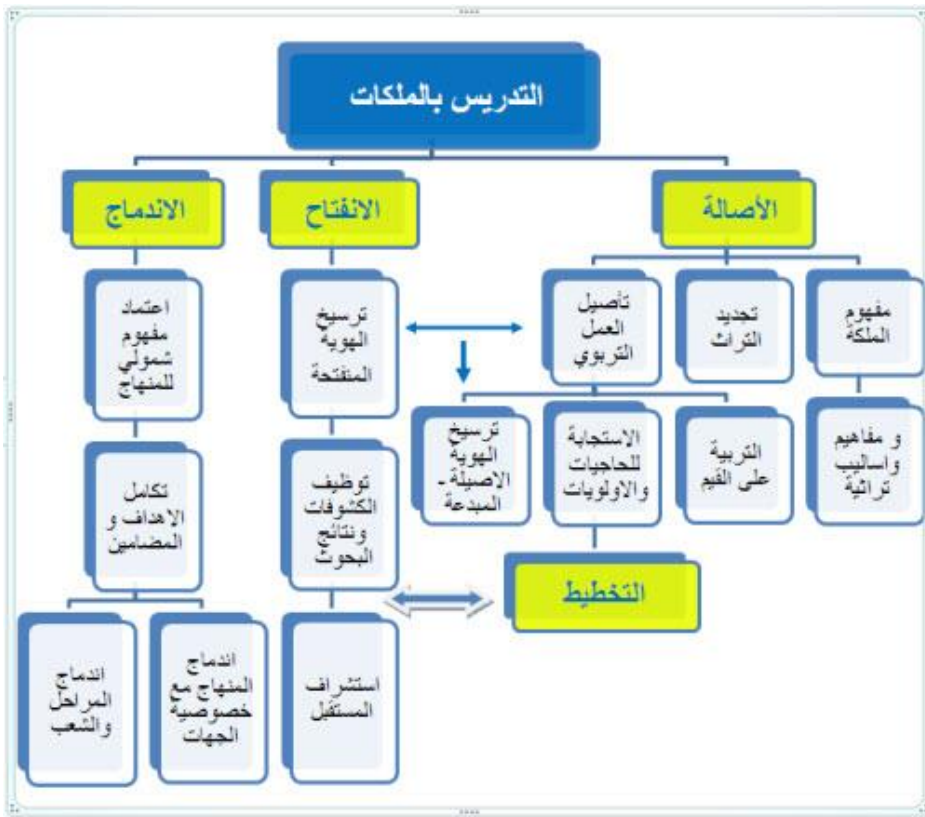 التدريس بالملكات
الأصالة
الانفتاح
الاندماج
مفهوم
الملكة
تجديد
التراث
تأصيل
العمل
التربوي
ترسيخ
الهوية
المنفتحة
اعتماد
مفهوم
شمولي
للمنهاج
و مفاهيم
واساليب
تراثية
التربية
على القيم
الاستجابة
للحاجيات
والاولويات
ترسيخ
الهوية
الاصيلة -
المبدعة
توظيف
الكشوفات
ونتائج
البحوث
تكامل
الاهداف و
المضامين
التخطيط
استشراف
المستقبل
اندماج
المنهاج مع
خصوصية
الجهات
اندماج
المراحل
والشعب